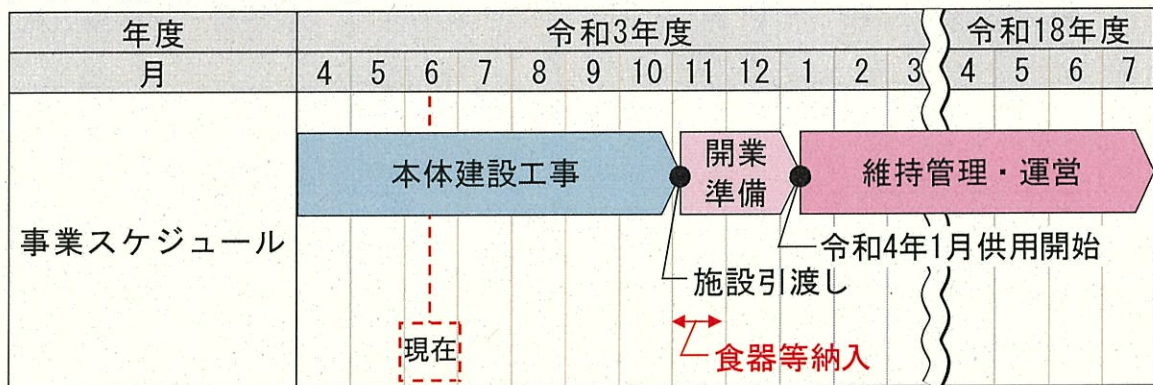 年度 令和3年度 令和18年度
月 4 5 6 7 8 9 10 11 12 1 2 3 4 5 6 7
事業スケジュール
本体建設工事
開業
準備
維持管理・運営
令和4年1月供用開始
施設引渡し
現在
食器等納入